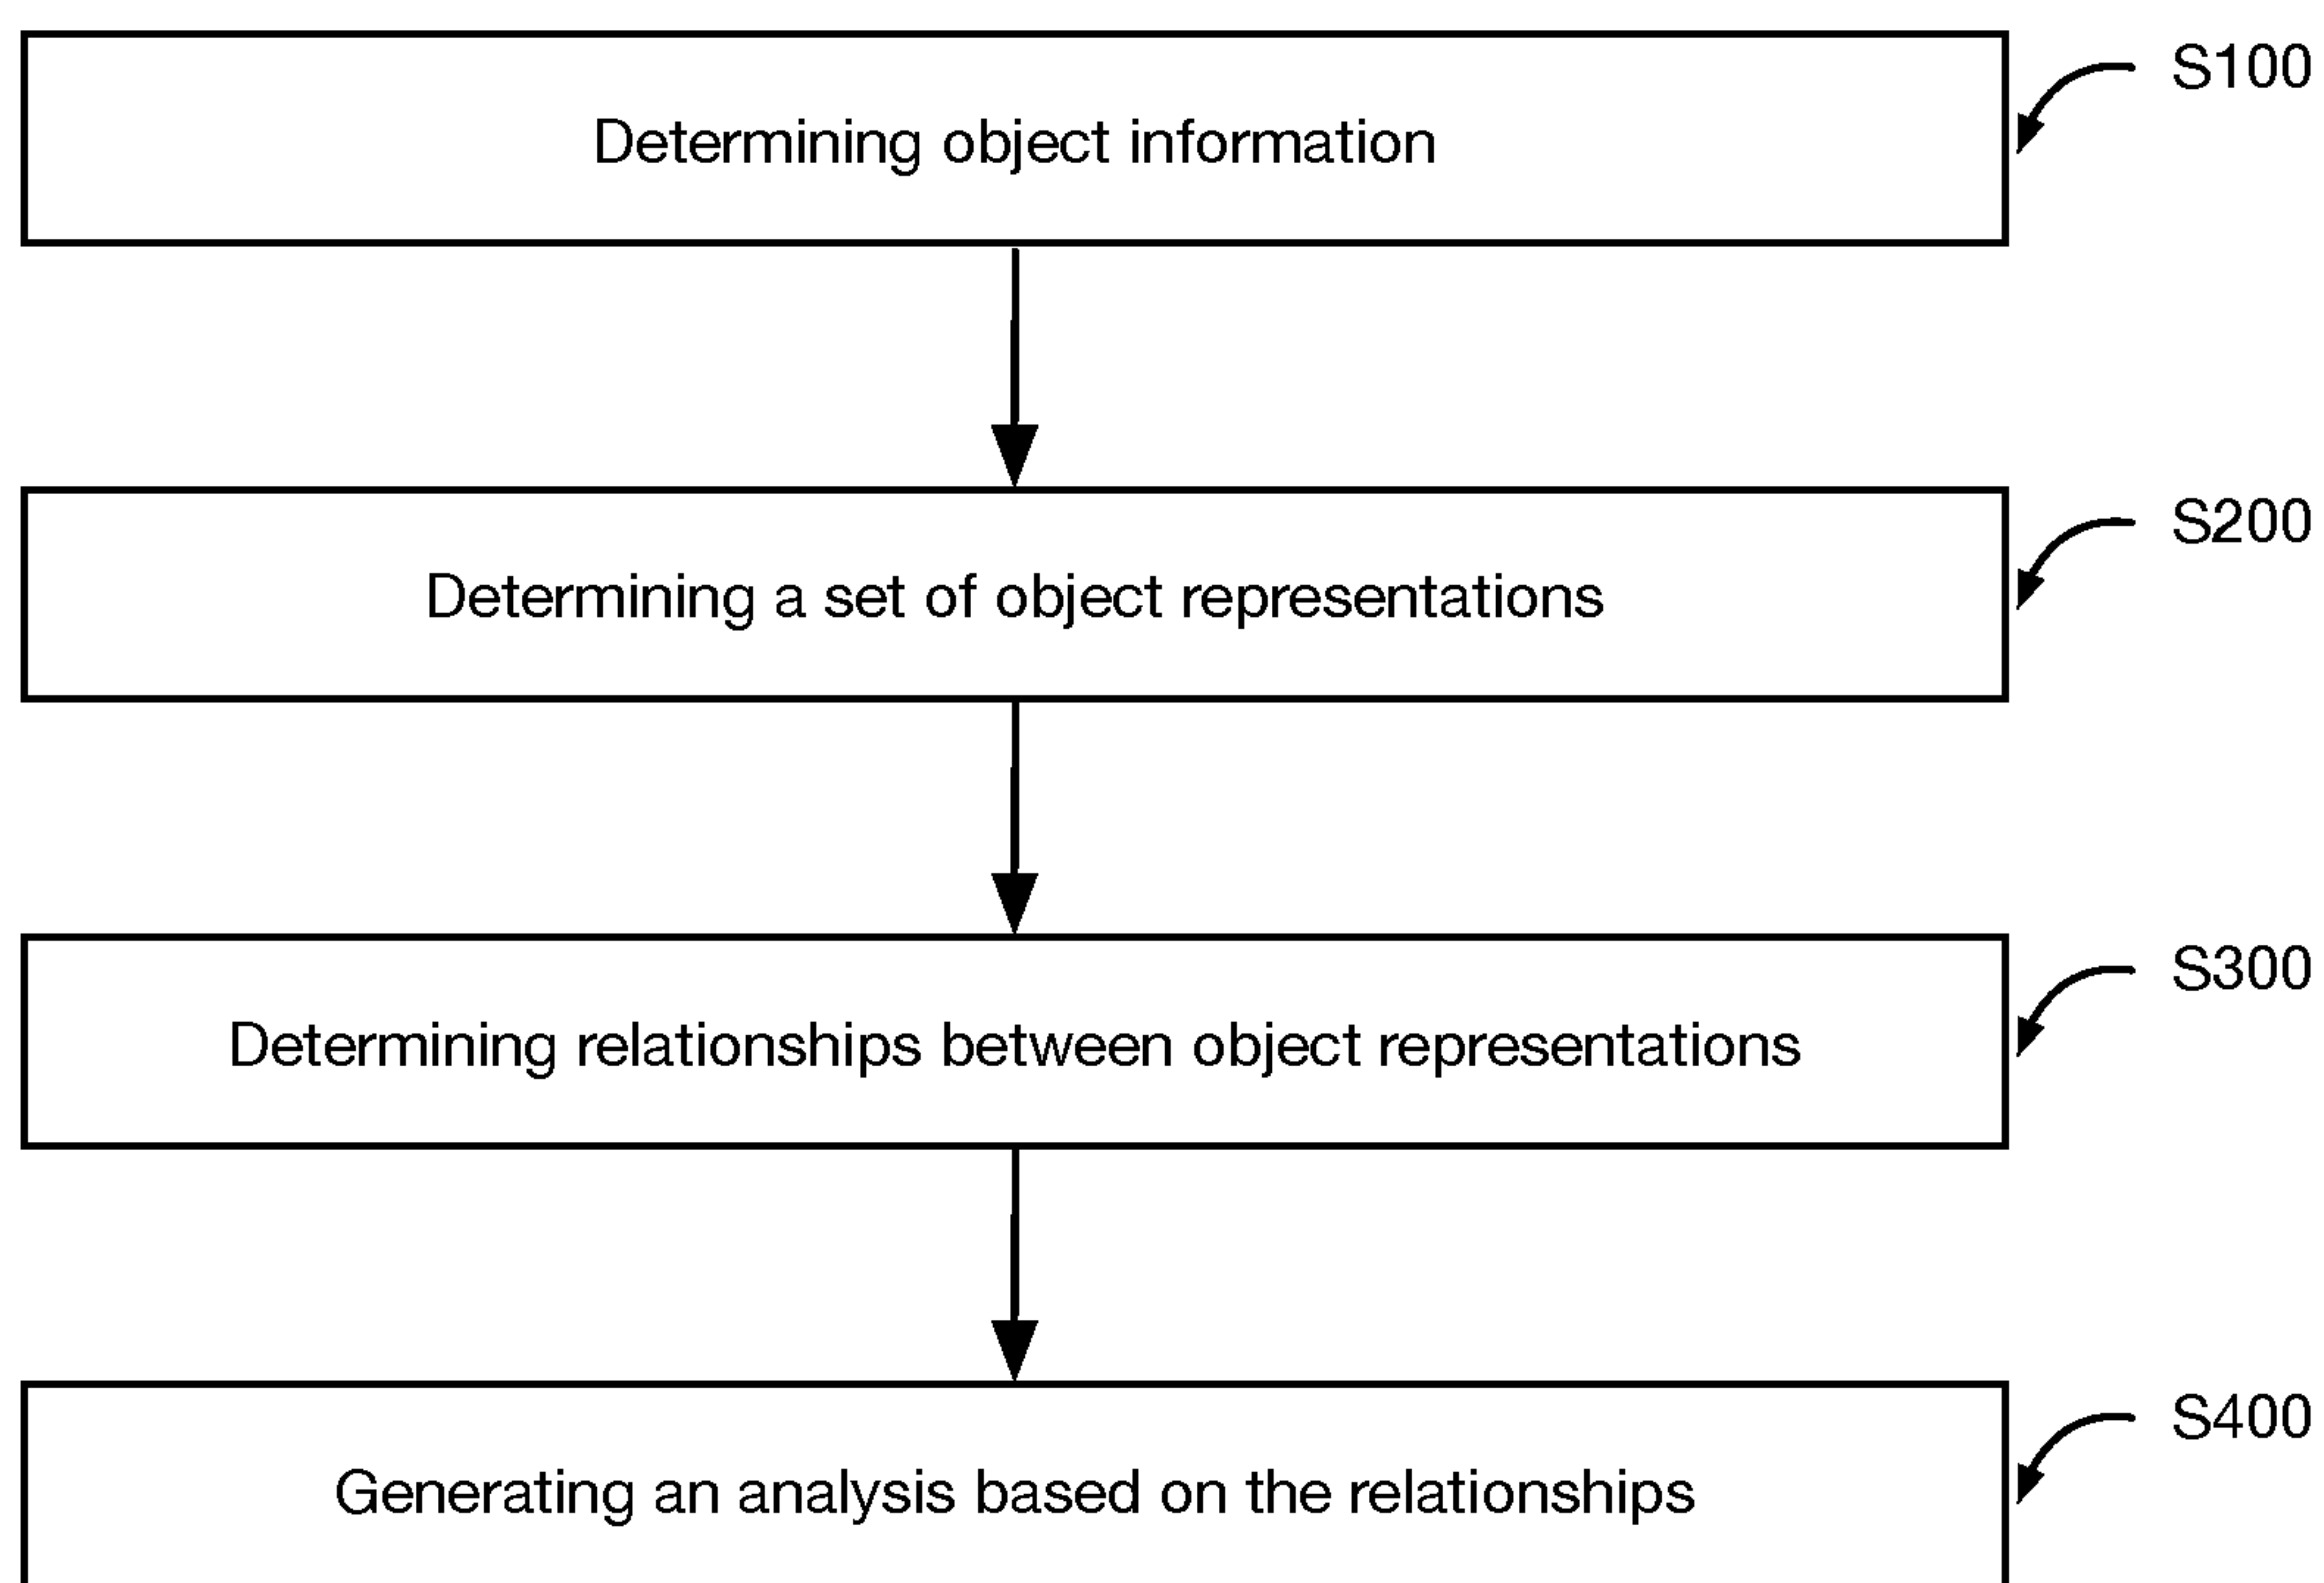 Determining object information
S100
Determining a set of object representations
S200
Determining relationships between object representations
S300
Generating an analysis based on the relationships
S400